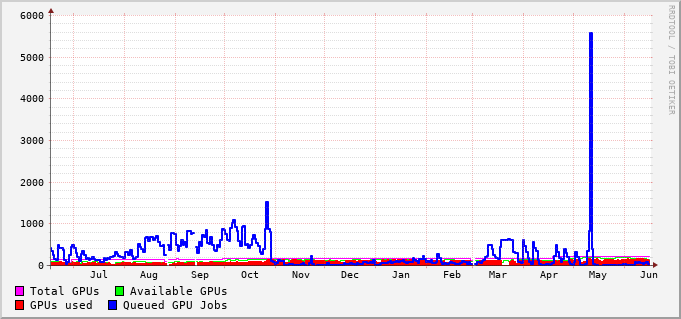 6000
5000
4000
3000
2000
1000
0
Jul Aug Sep Oct Nov Dec Jan Feb Mar Apr May Jun
Total GPUs Available GPUs
GPUs used Queued GPU Jobs
RRDTOOL / TOBI OETIKER